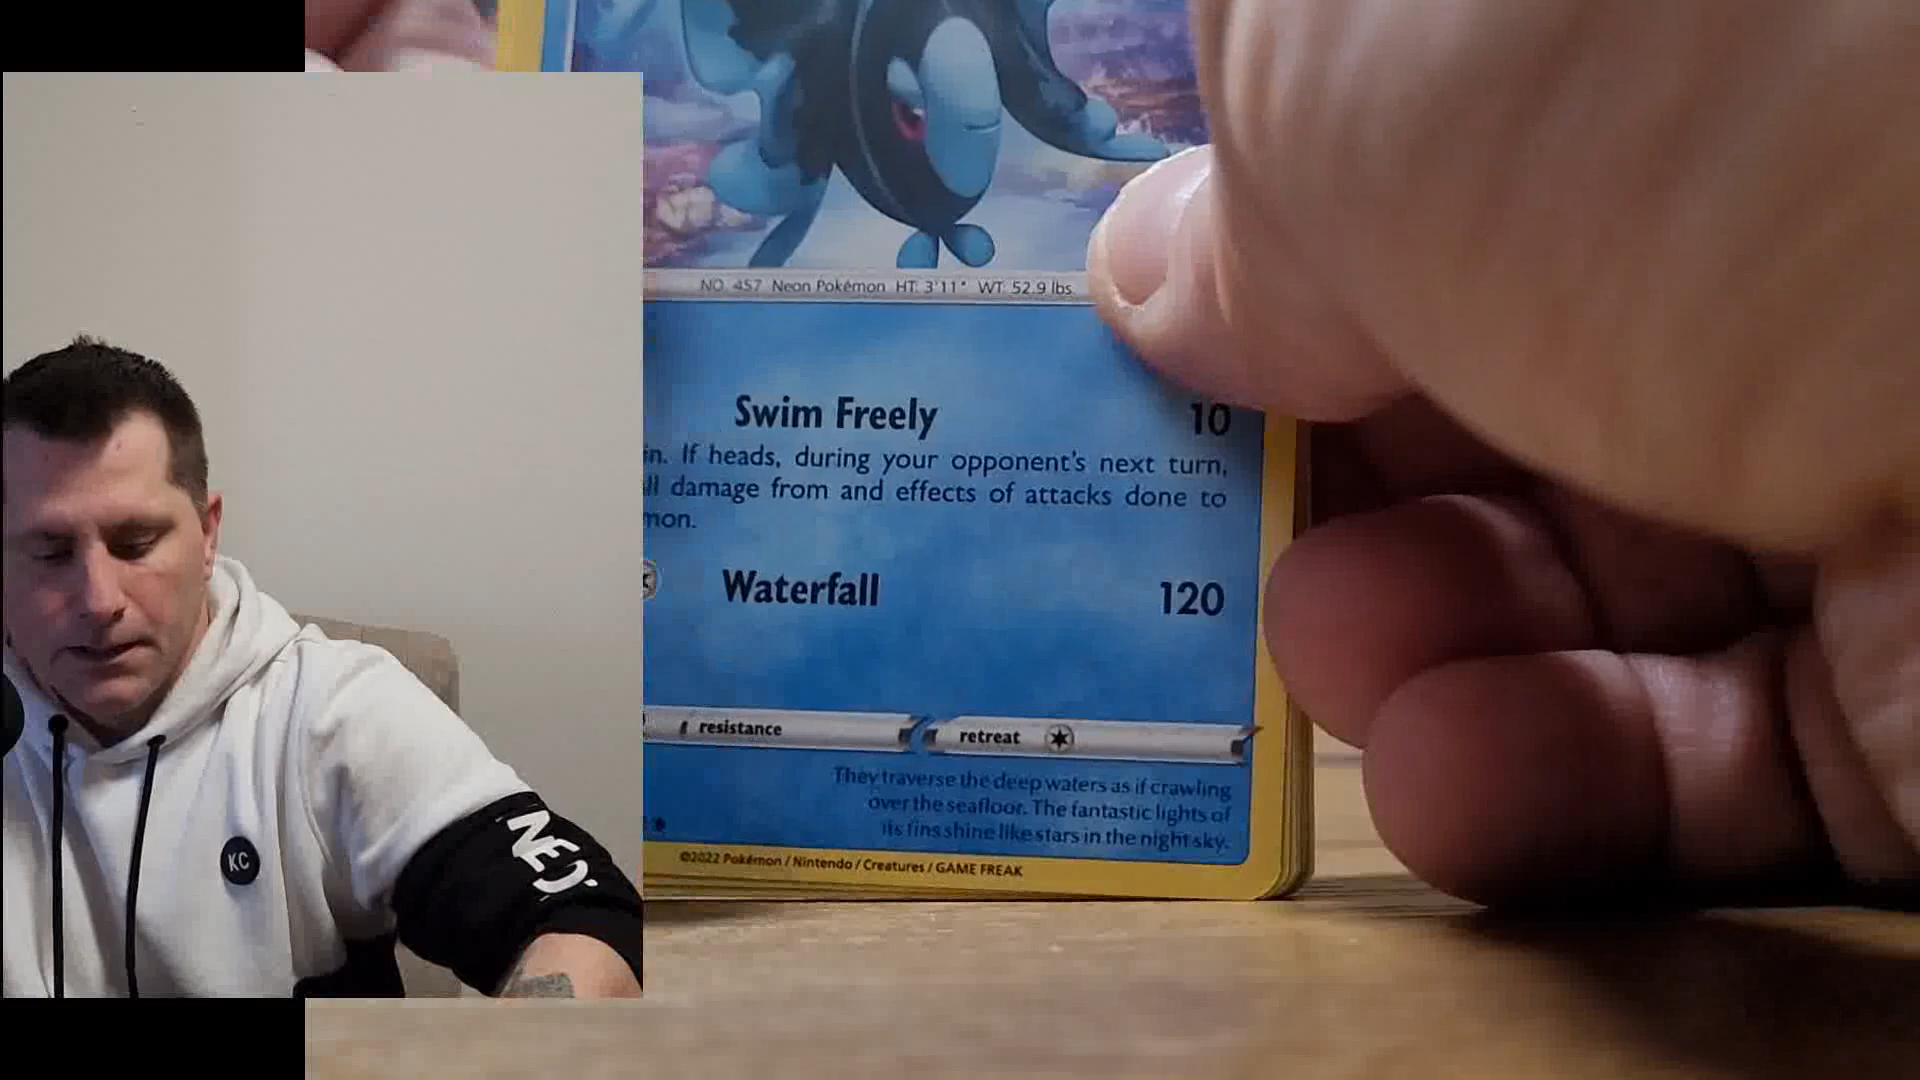 NO. 457 Neon Pokémon HT: 3'11" WT: 52.9 lbs.
Swim Freely 10
in. If heads, during your opponent's next turn,
ll damage from and effects of attacks done to
mon.
Waterfall 120
resistance retreat
They traverse the deep waters as if crawling
over the seafloor. The fantastic lights of
its fins shine like stars in the night sky.
©2022 Pokémon / Nintendo / Creatures / GAME FREAK
KC